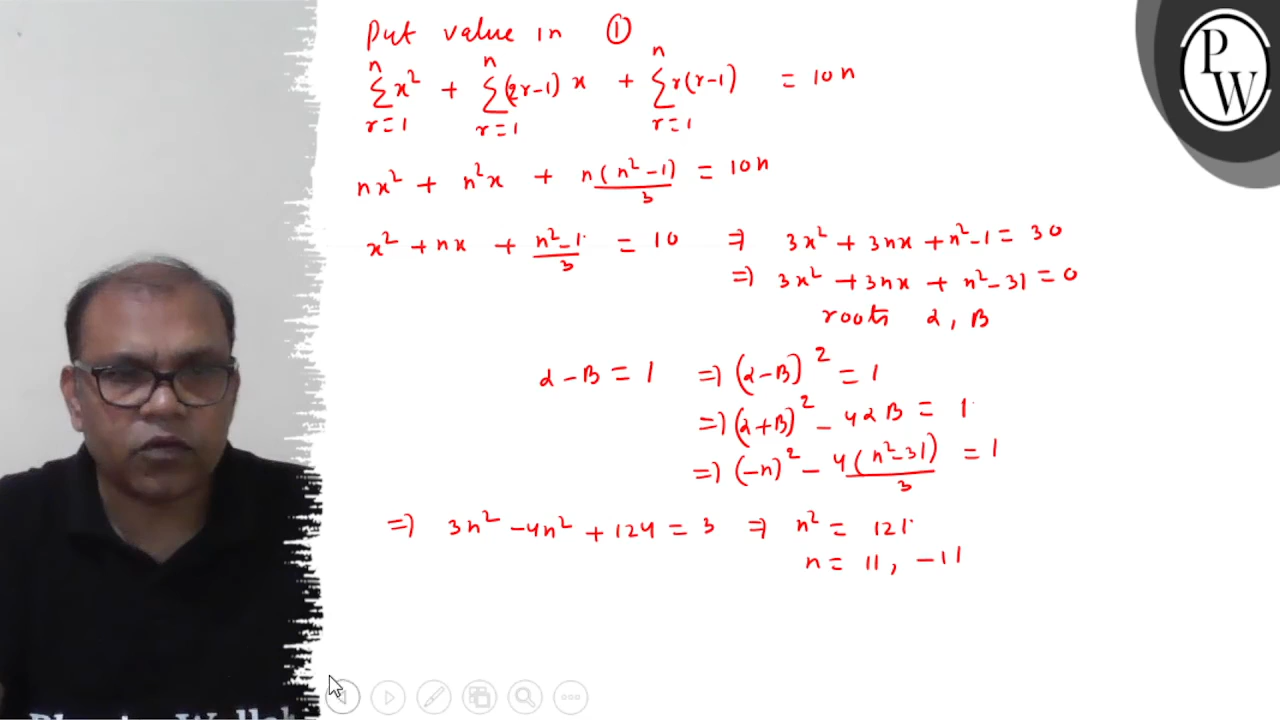 Put value in ①
n n n
∑ x² + ∑ (2r-1) x + ∑ r(r-1) = 10n
r=1 r=1 r=1
nx² + n²x + n(n²-1)/3 = 10n
x² + nx + n²-1/3 = 10 ⇒ 3x² + 3nx + n²-1 = 30
⇒ 3x² + 3nx + n²-31 = 0
roots α, β
α-β = 1 ⇒ (α-β)² = 1
⇒ (α+β)² - 4αβ = 1
⇒ (-n)² - 4(n²-31)/3 = 1
⇒ 3n² - 4n² + 124 = 3 ⇒ n² = 121
n = 11, -11
P
W